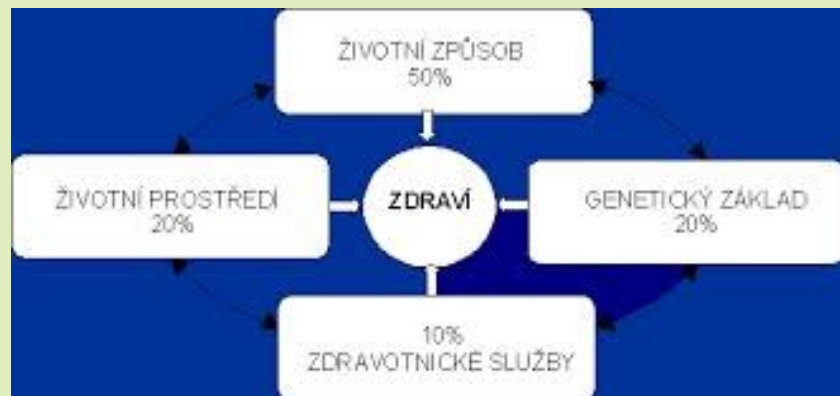 ŽIVOTNÍ ZPŮSOB
50%
ŽIVOTNÍ PROSTŘEDÍ
20%
ZDRAVÍ
GENETICKÝ ZÁKLAD
20%
10%
ZDRAVOTNICKÉ SLUŽBY